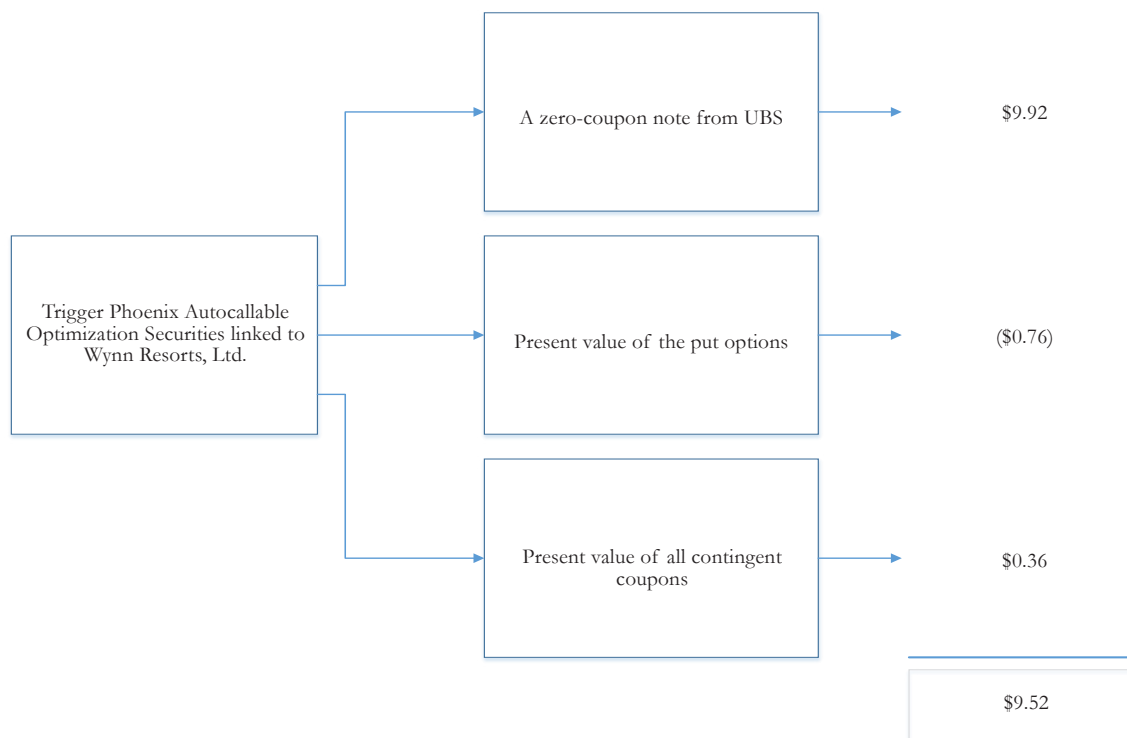 A zero-coupon note from UBS
$9.92
Trigger Phoenix Autocallable
Optimization Securities linked to
Wynn Resorts, Ltd.
Present value of the put options
($0.76)
Present value of all contingent
coupons
$0.36
$9.52